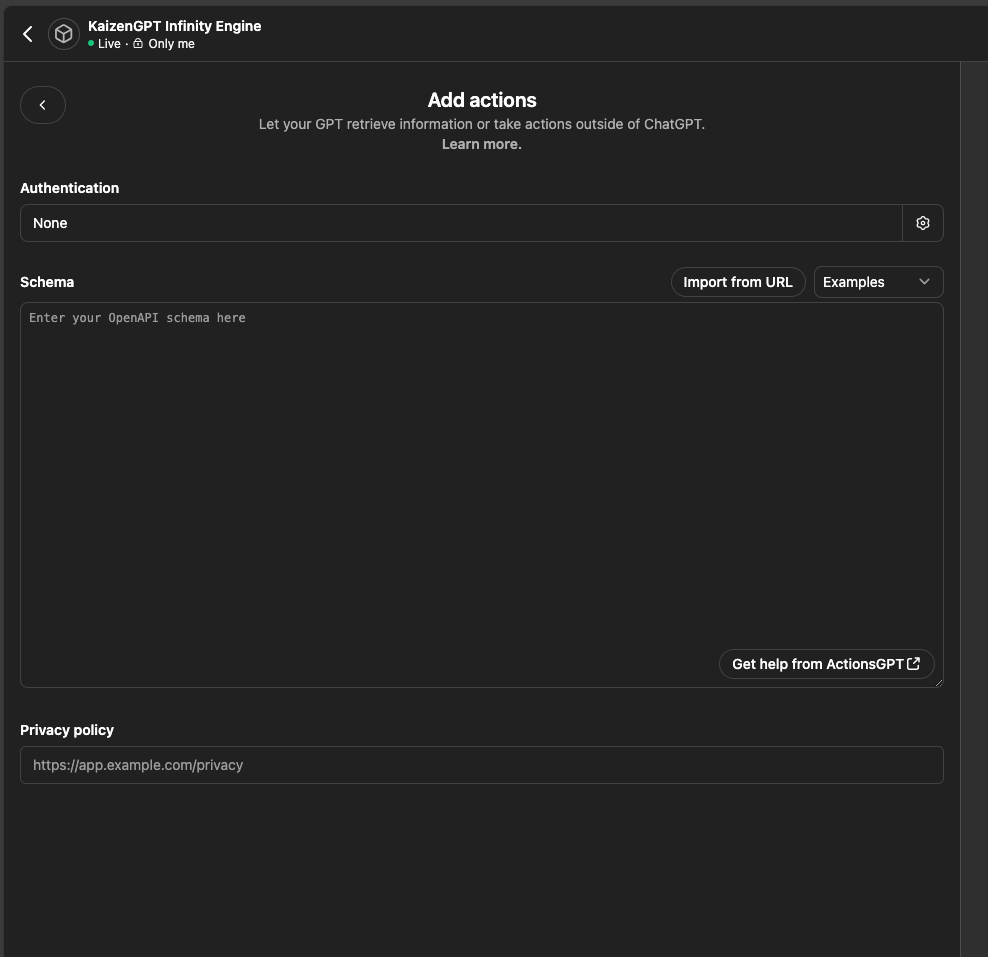 KaizenGPT Infinity Engine
Live · Only me
Add actions
Let your GPT retrieve information or take actions outside of ChatGPT.
Learn more.
Authentication
None
Schema
Import from URL
Examples
Enter your OpenAPI schema here
Get help from ActionsGPT
Privacy policy
https://app.example.com/privacy